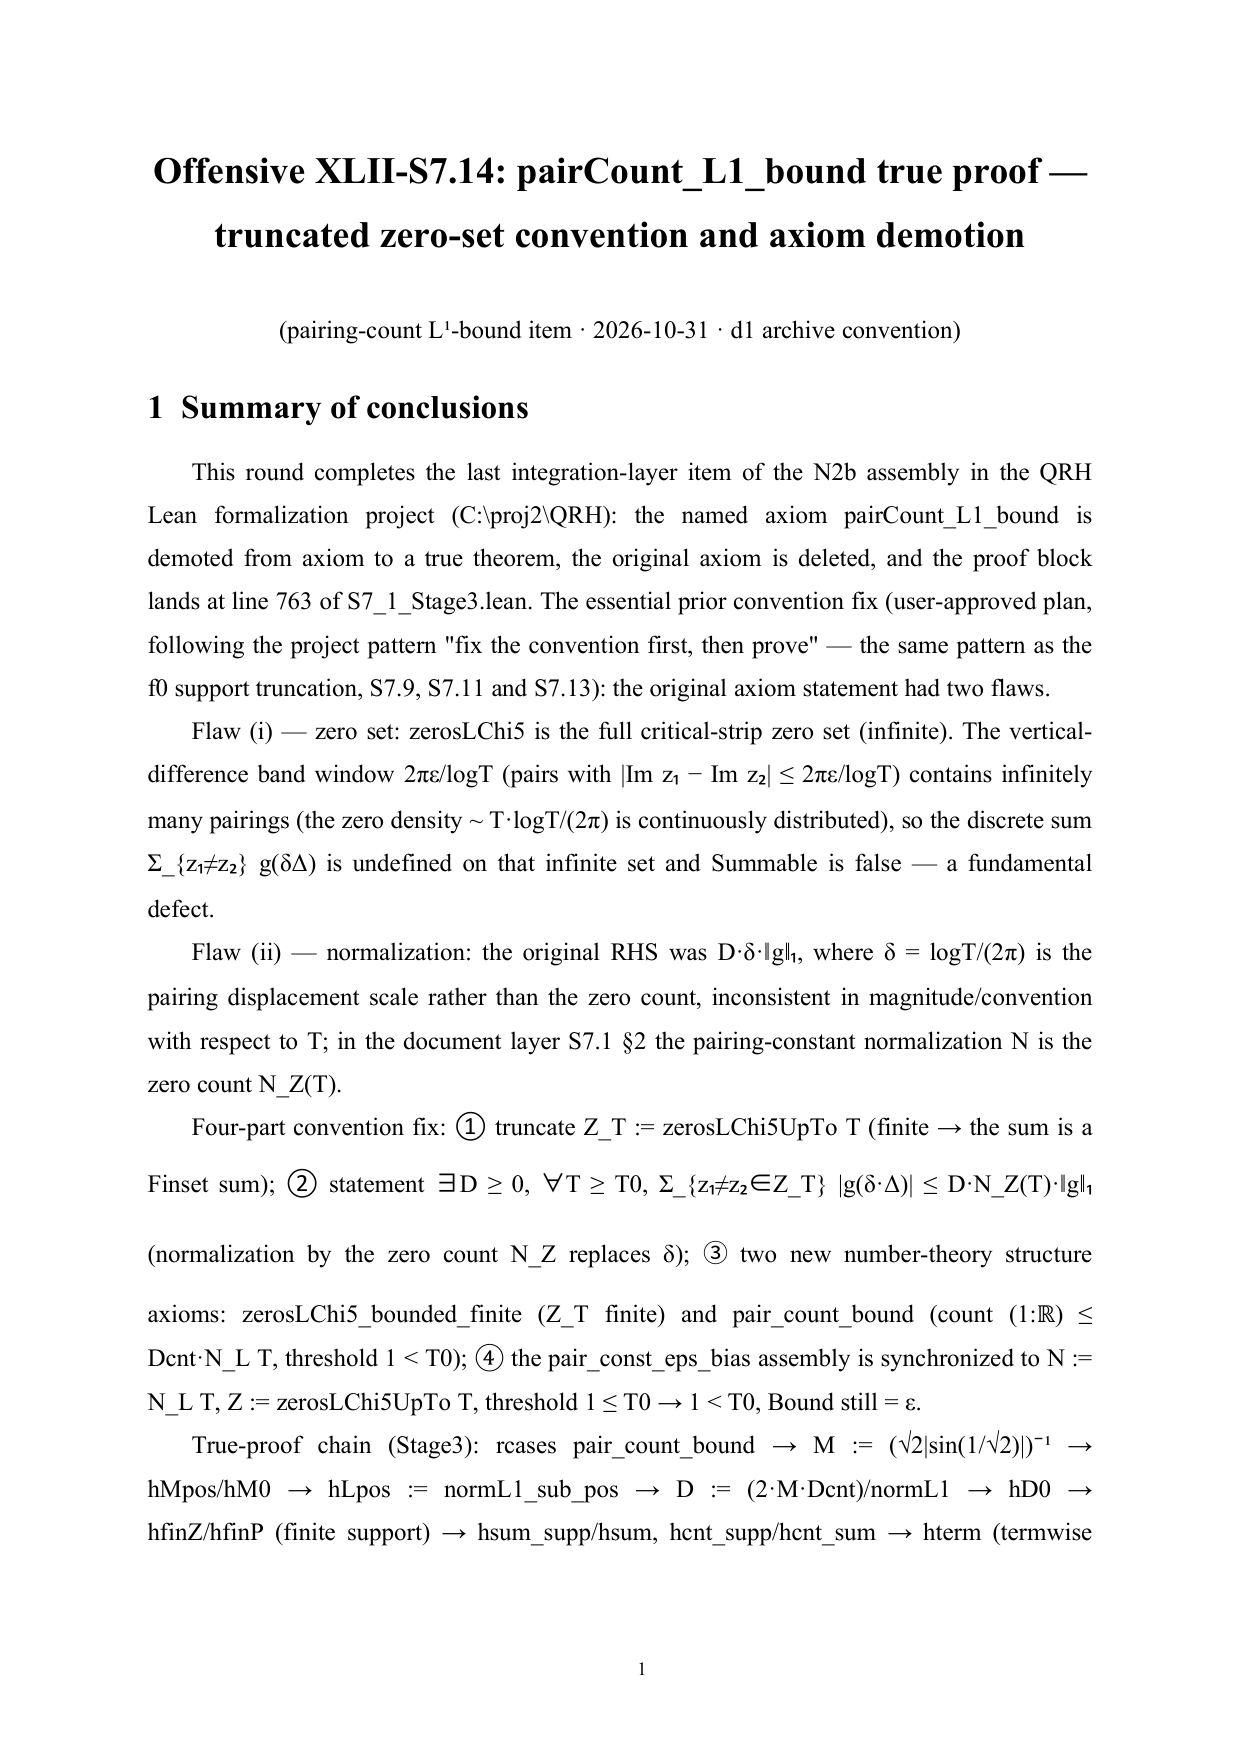 Offensive XLII-S7.14: pairCount_L1_bound true proof —
truncated zero-set convention and axiom demotion
(pairing-count L¹-bound item · 2026-10-31 · d1 archive convention)
1 Summary of conclusions
This round completes the last integration-layer item of the N2b assembly in the QRH
Lean formalization project (C:\proj2\QRH): the named axiom pairCount_L1_bound is
demoted from axiom to a true theorem, the original axiom is deleted, and the proof block
lands at line 763 of S7_1_Stage3.lean. The essential prior convention fix (user-approved plan,
following the project pattern "fix the convention first, then prove" — the same pattern as the
f0 support truncation, S7.9, S7.11 and S7.13): the original axiom statement had two flaws.
Flaw (i) — zero set: zerosLChi5 is the full critical-strip zero set (infinite). The vertical-
difference band window 2πε/logT (pairs with |Im z₁ − Im z₂| ≤ 2πε/logT) contains infinitely
many pairings (the zero density ~ T·logT/(2π) is continuously distributed), so the discrete sum
Σ_{z₁≠z₂} g(δΔ) is undefined on that infinite set and Summable is false — a fundamental
defect.
Flaw (ii) — normalization: the original RHS was D·δ·‖g‖₁, where δ = logT/(2π) is the
pairing displacement scale rather than the zero count, inconsistent in magnitude/convention
with respect to T; in the document layer S7.1 §2 the pairing-constant normalization N is the
zero count N_Z(T).
Four-part convention fix: ① truncate Z_T := zerosLChi5UpTo T (finite → the sum is a
Finset sum); ② statement ∃D ≥ 0, ∀T ≥ T0, Σ_{z₁≠z₂∈Z_T} |g(δ·Δ)| ≤ D·N_Z(T)·‖g‖₁
(normalization by the zero count N_Z replaces δ); ③ two new number-theory structure
axioms: zerosLChi5_bounded_finite (Z_T finite) and pair_count_bound (count (1:ℝ) ≤
Dcnt·N_L T, threshold 1 < T0); ④ the pair_const_eps_bias assembly is synchronized to N :=
N_L T, Z := zerosLChi5UpTo T, threshold 1 ≤ T0 → 1 < T0, Bound still = ε.
True-proof chain (Stage3): rcases pair_count_bound → M := (√2|sin(1/√2)|)⁻¹ →
hMpos/hM0 → hLpos := normL1_sub_pos → D := (2·M·Dcnt)/normL1 → hD0 →
hfinZ/hfinP (finite support) → hsum_supp/hsum, hcnt_supp/hcnt_sum → hterm (termwise
1